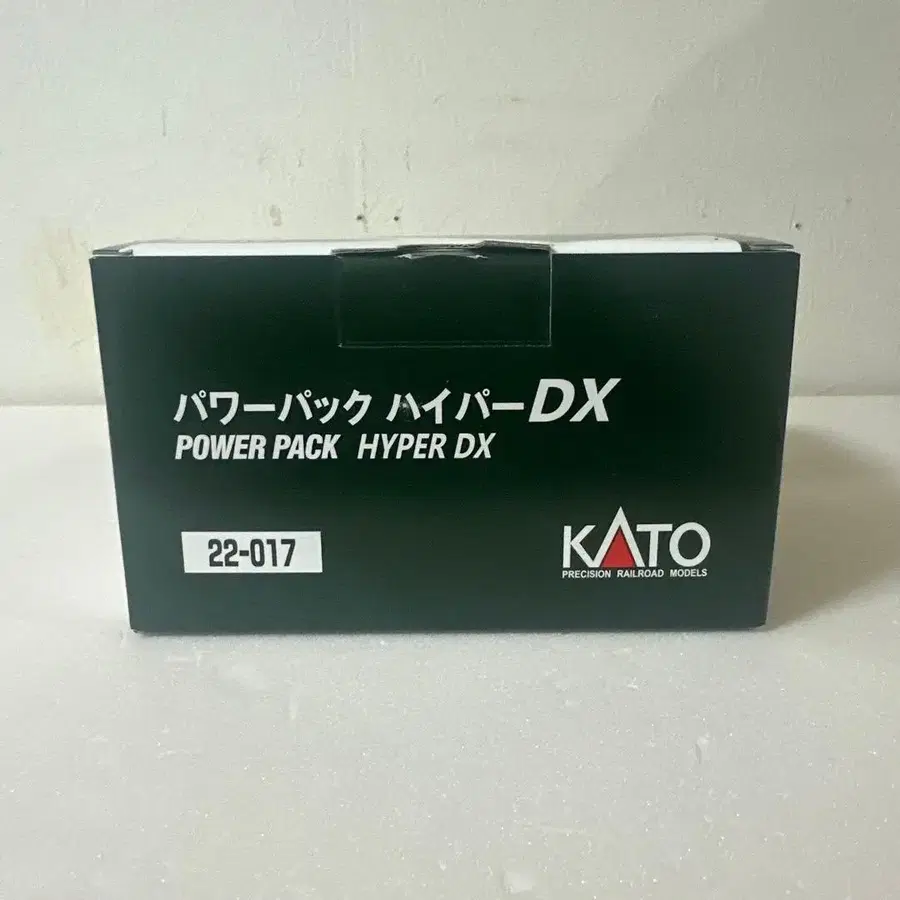 パワーパック ハイパーDX
POWER PACK HYPER DX
22-017
KATO
PRECISION RAILROAD MODELS